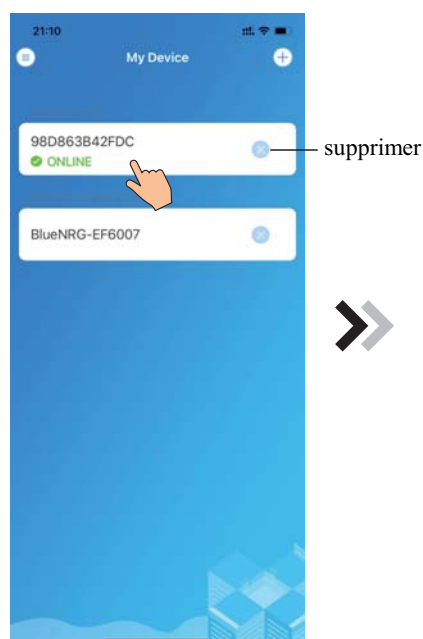 21:10
My Device
98D863B42FDC
ONLINE
supprimer
BlueNRG-EF6007